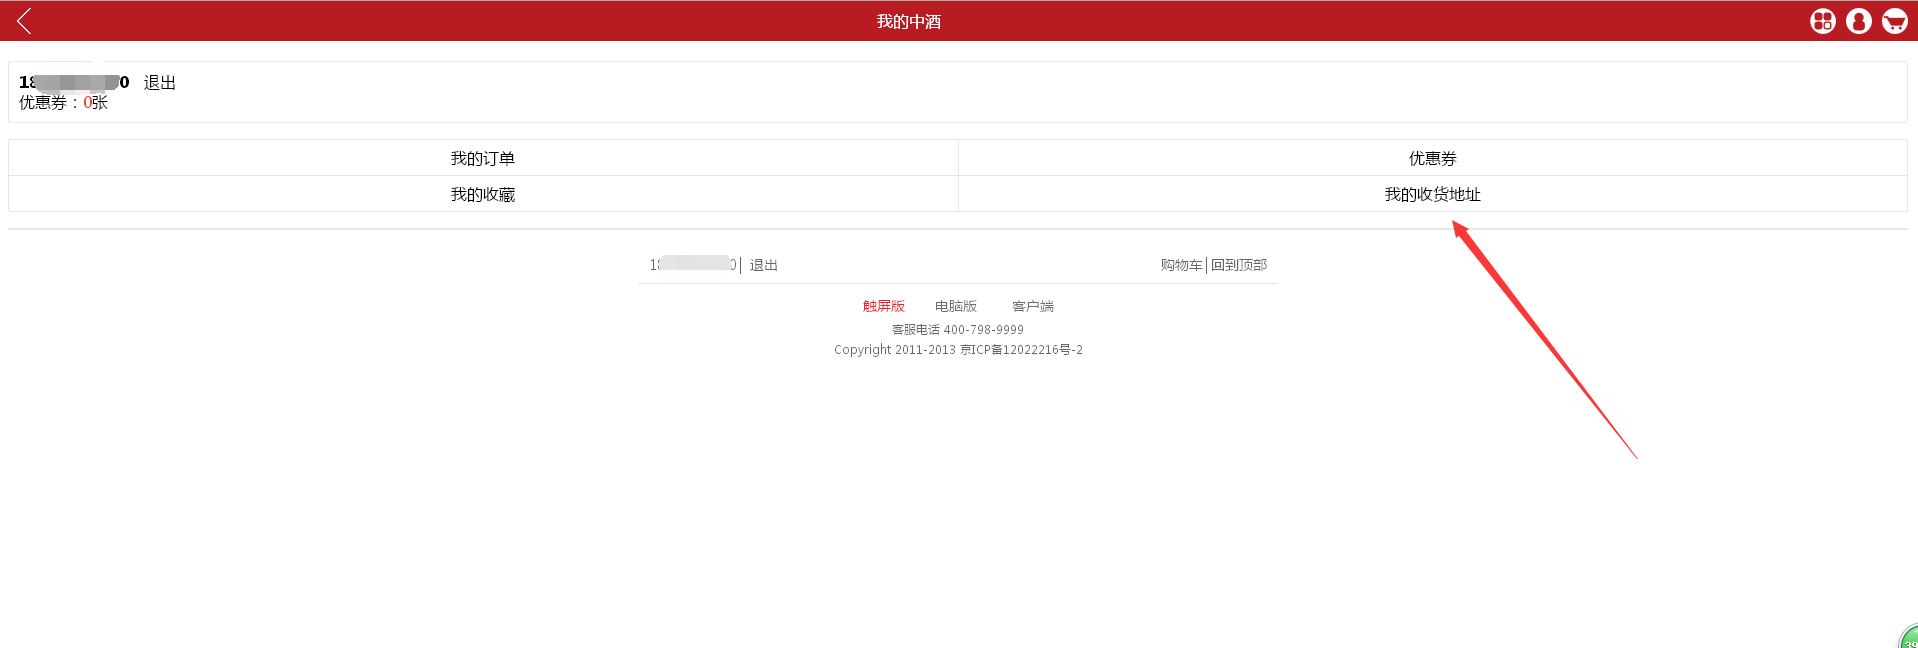 我的中酒
18 0 退出
优惠券：0张
我的订单 优惠券
我的收藏 我的收货地址
18 0| 退出 购物车|回到顶部
触屏版 电脑版 客户端
客服电话 400-798-9999
Copyright 2011-2013 京ICP备12022216号-2